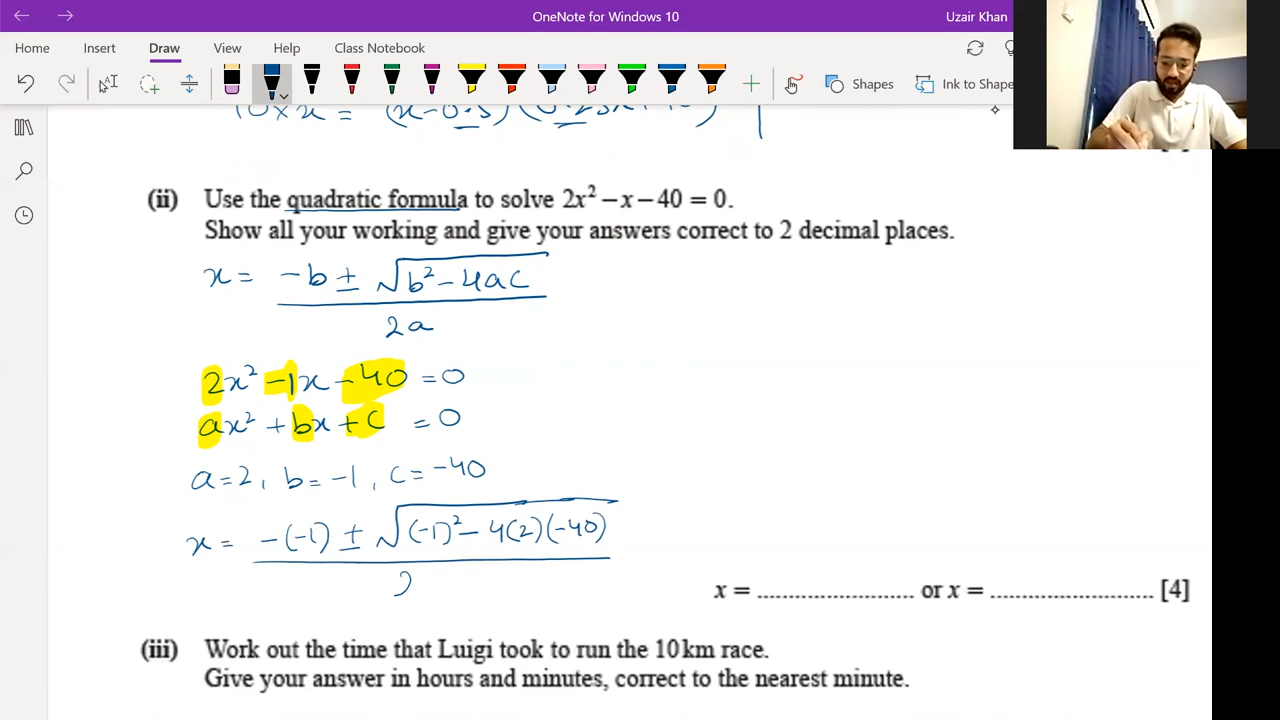 OneNote for Windows 10
Uzair Khan
Home Insert Draw View Help Class Notebook
Shapes
Ink to Shape
10 × x = (x-0.5)
(ii) Use the quadratic formula to solve 2x² − x − 40 = 0.
Show all your working and give your answers correct to 2 decimal places.
x = -b ± √b² - 4ac
2a
2x² -1x -40 = 0
ax² + bx + c = 0
a=2, b= -1, c= -40
x = -(-1) ± √(-1)² - 4(2)(-40)
x = .......................... or x = .......................... [4]
(iii) Work out the time that Luigi took to run the 10 km race.
Give your answer in hours and minutes, correct to the nearest minute.